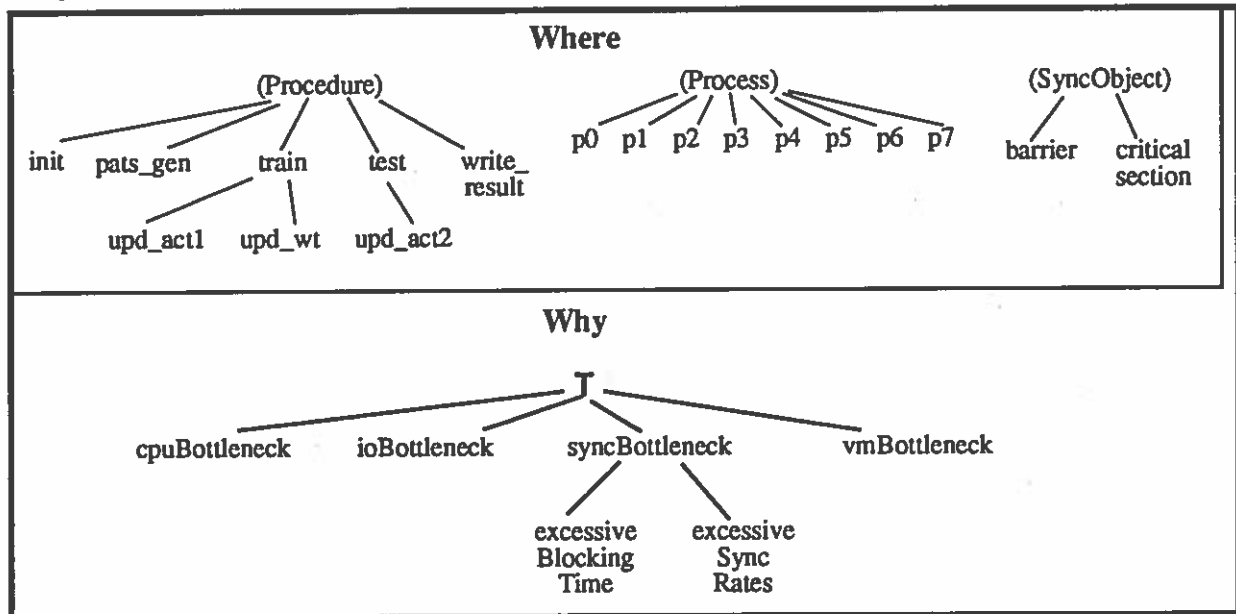 Where
(Procedure) (Process) (SyncObject)
init pats_gen train test write_
result
p0 p1 p2 p3 p4 p5 p6 p7
barrier critical
section
upd_act1 upd_wt upd_act2
Why
T
cpuBottleneck ioBottleneck syncBottleneck vmBottleneck
excessive excessive
Blocking Sync
Time Rates